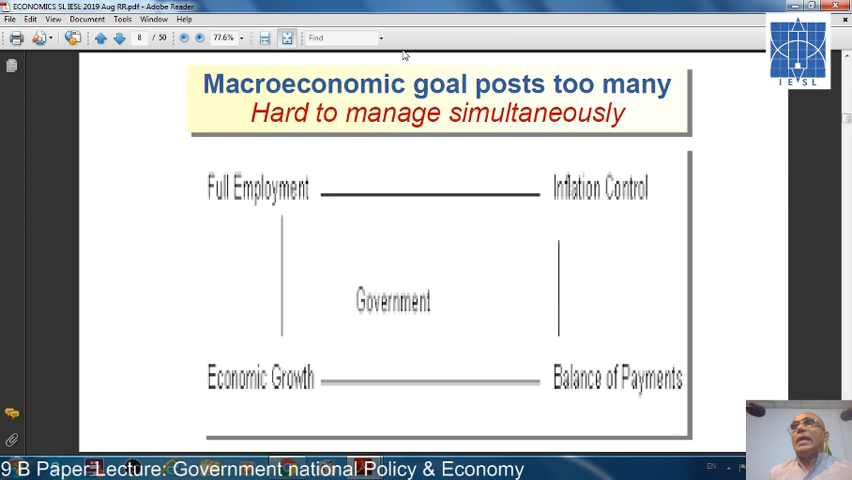 ECONOMICS SL IESL 2019 Aug RR.pdf - Adobe Reader
File Edit View Document Tools Window Help
8 / 50 77.6% Find
IESL
Macroeconomic goal posts too many
Hard to manage simultaneously
Full Employment Inflation Control
Government
Economic Growth Balance of Payments
9 B Paper Lecture: Government national Policy & Economy
EN